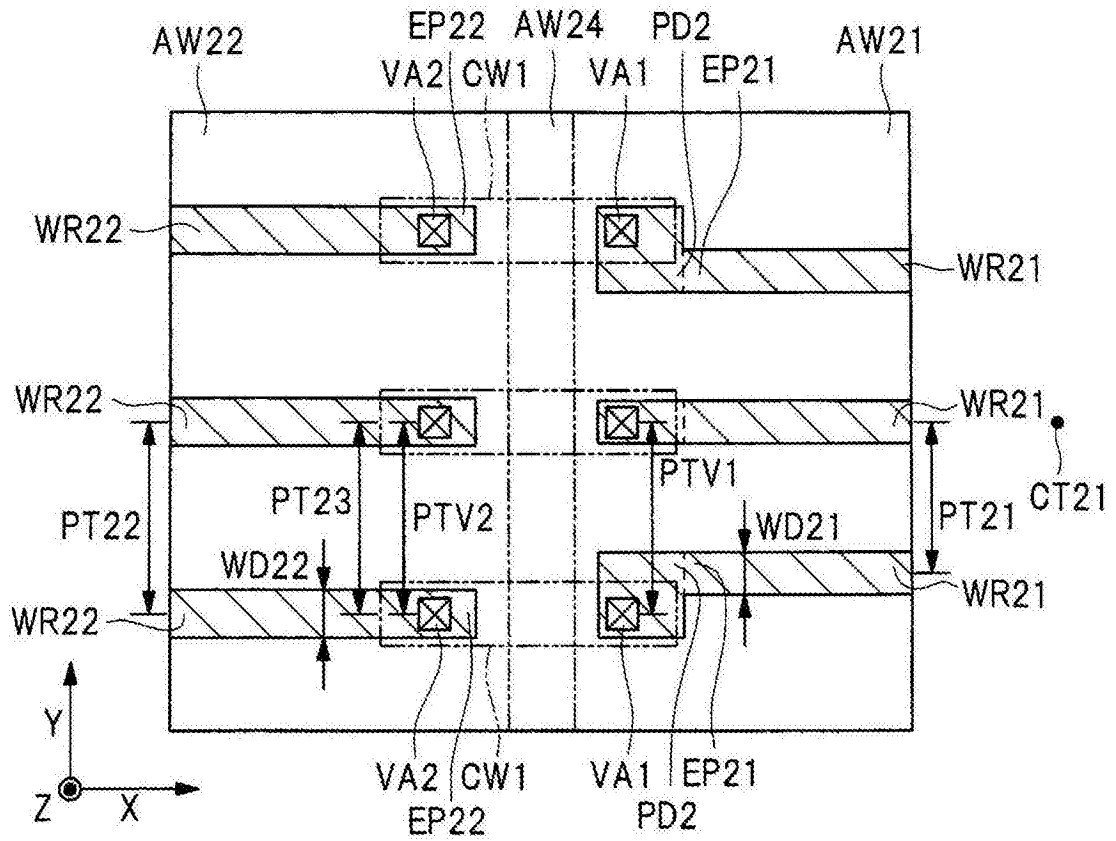 EP22 AW24 PD2
AW22 AW21
VA2 CW1 VA1 EP21
WR22
WR21
WR22 WR21
PTV1 CT21
PT22 PT23 PTV2 PT21
WD22 WD21
WR22 WR21
Y
Z X
VA2 CW1 VA1 EP21
EP22 PD2